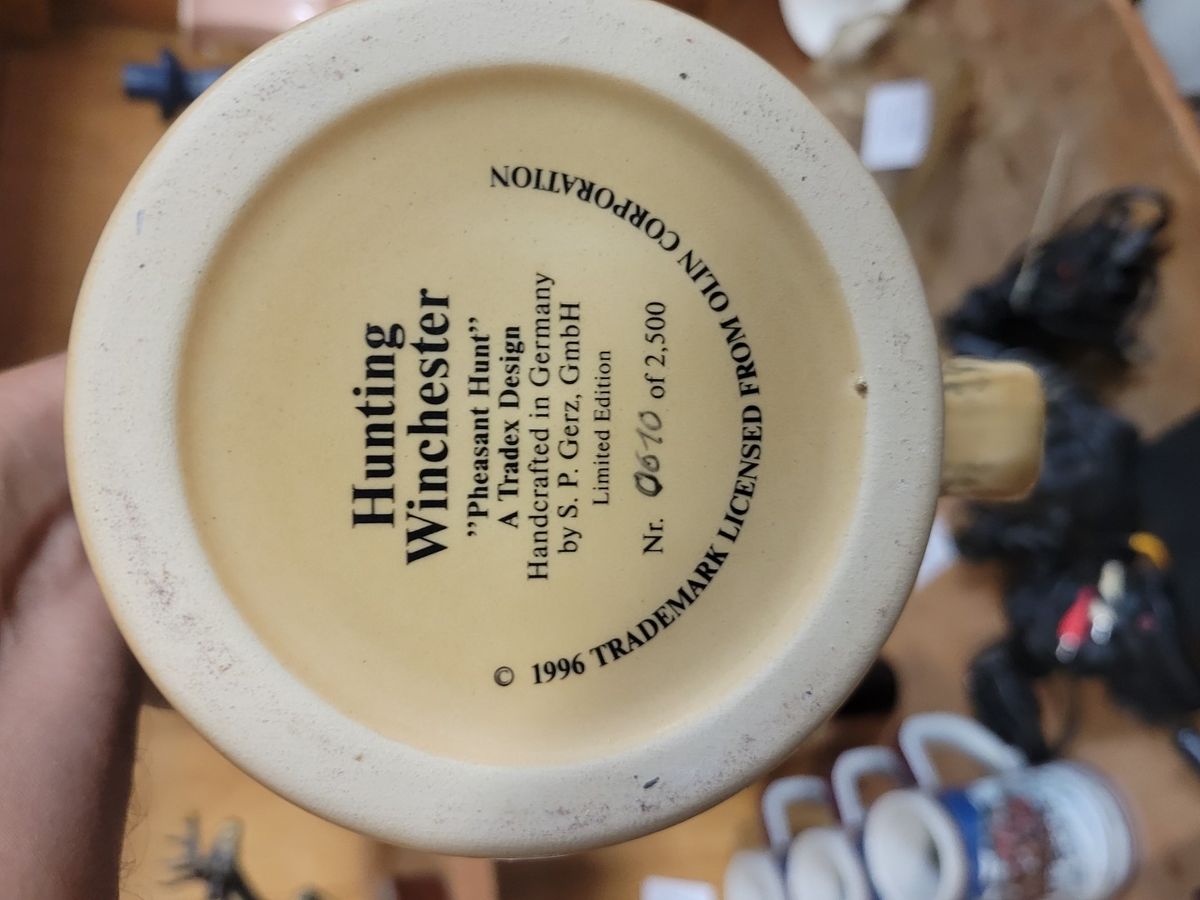 Hunting
Winchester
”Pheasant Hunt”
A Tradex Design
Handcrafted in Germany
by S. P. Gerz, GmbH
Limited Edition
Nr. 0610 of 2,500
© 1996 TRADEMARK LICENSED FROM OLIN CORPORATION